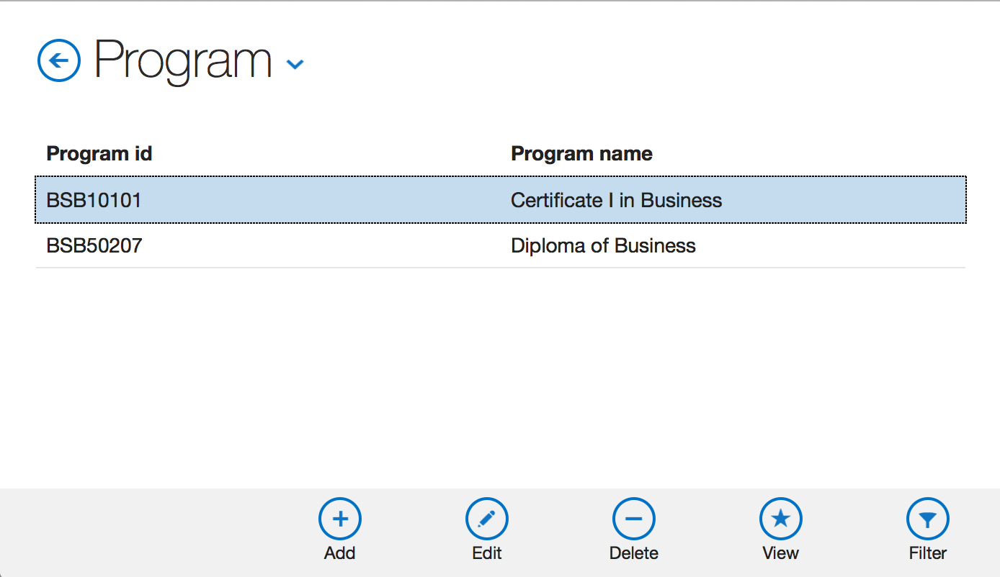 Program
Program id Program name
BSB10101 Certificate I in Business
BSB50207 Diploma of Business
Add Edit Delete View Filter